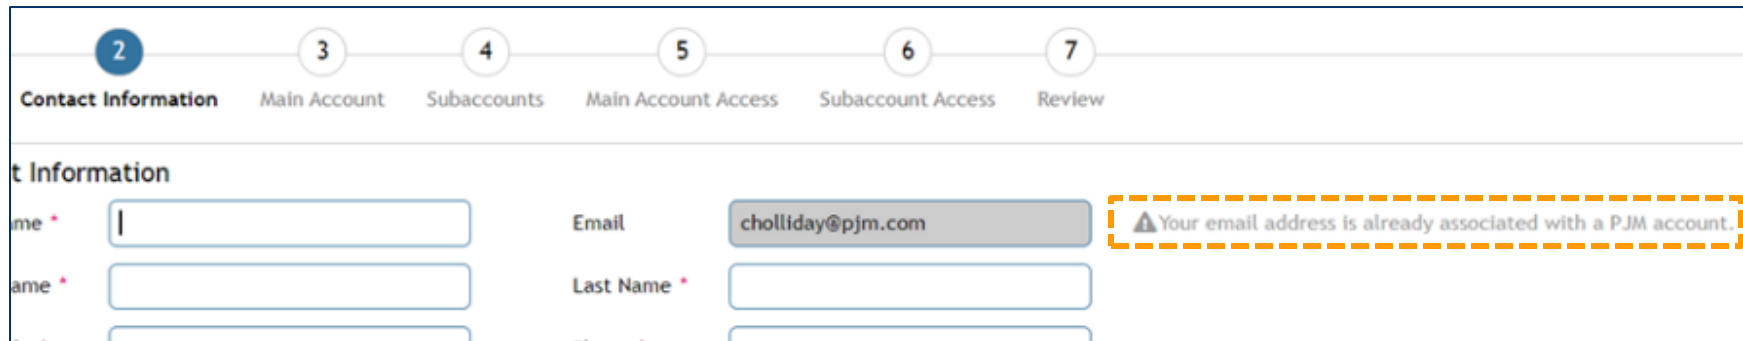 2 3 4 5 6 7
Contact Information Main Account Subaccounts Main Account Access Subaccount Access Review
t Information
me * Email cholliday@pjm.com Your email address is already associated with a PJM account.
ame * Last Name *